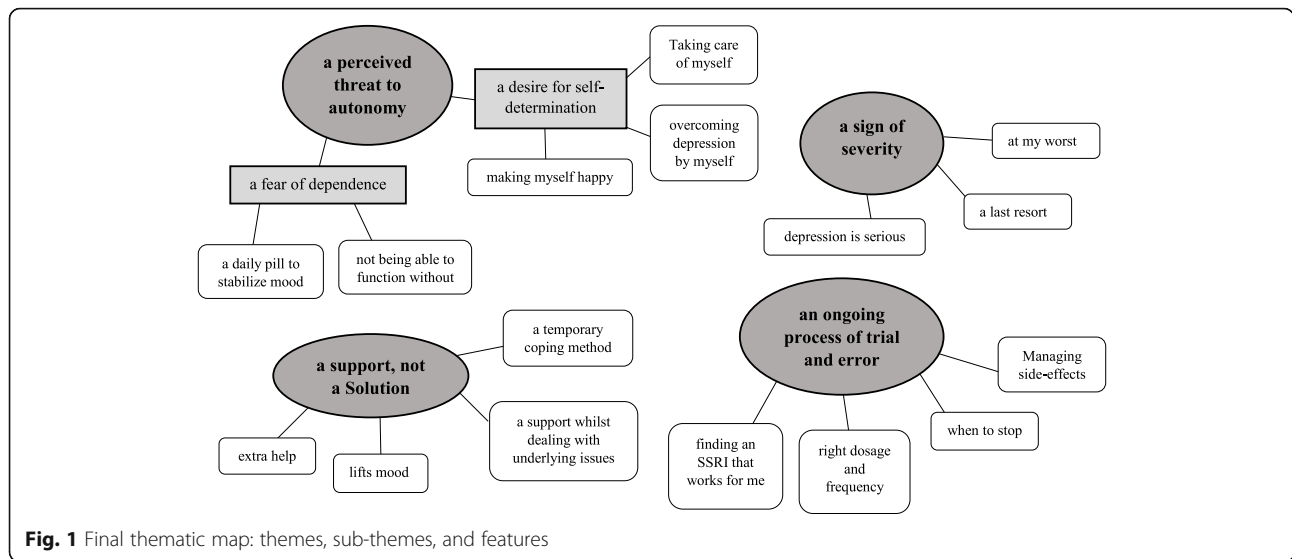 a perceived
threat to
autonomy
a desire for self-
determination
Taking care
of myself
overcoming
depression
by myself
making myself happy
a fear of dependence
a daily pill to
stabilize mood
not being able to
function without
a sign of
severity
at my worst
a last resort
depression is serious
a support, not
a Solution
a temporary
coping method
a support whilst
dealing with
underlying issues
lifts mood
extra help
an ongoing
process of trial
and error
Managing
side-effects
when to stop
right dosage
and
frequency
finding an
SSRI that
works for me
Fig. 1 Final thematic map: themes, sub-themes, and features